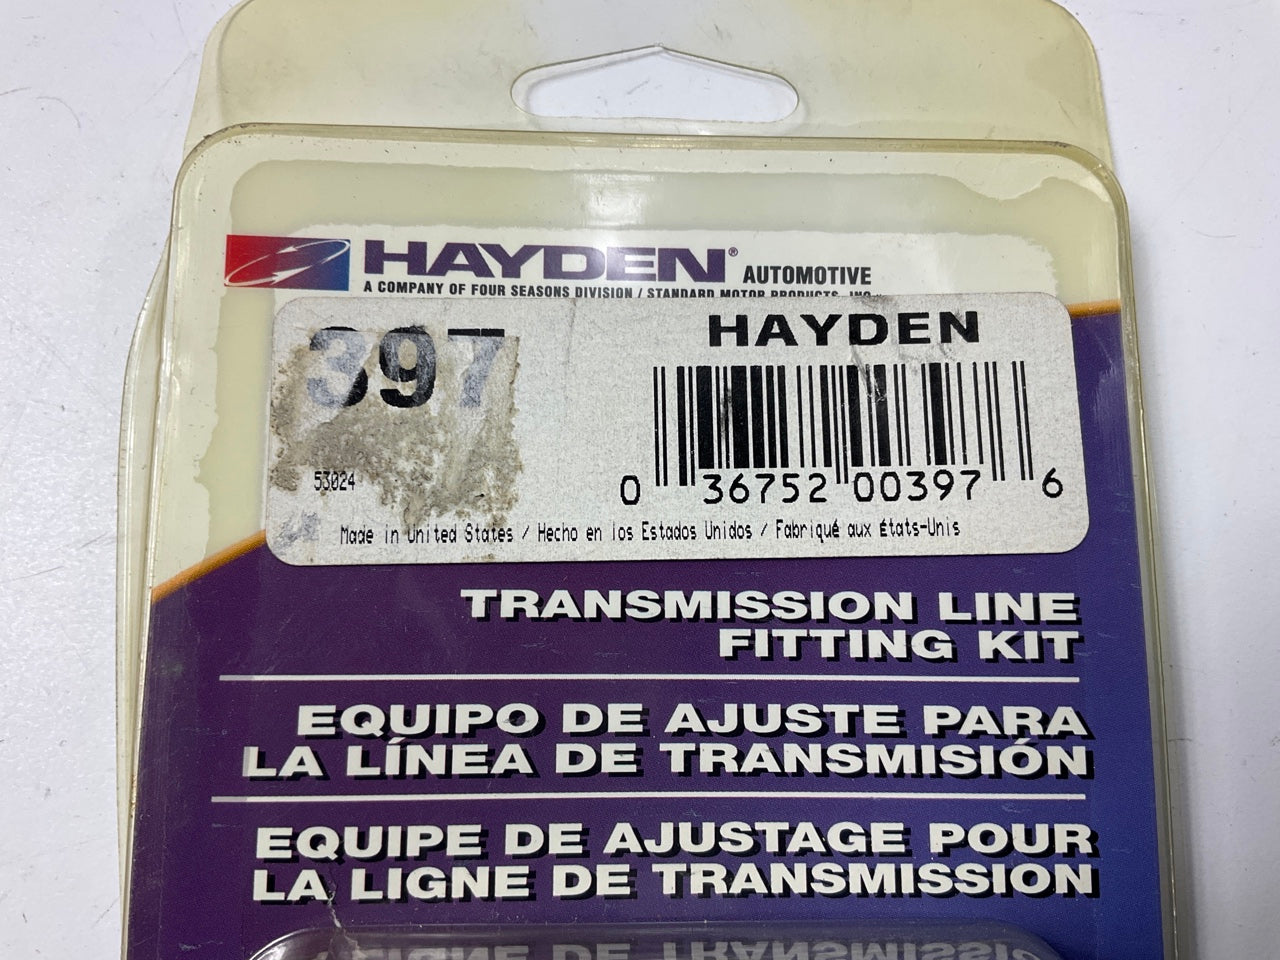 HAYDEN® AUTOMOTIVE
A COMPANY OF FOUR SEASONS DIVISION / STANDARD MOTOR PRODUCTS, INC.
397
HAYDEN
53024
0 36752 00397 6
Made in United States / Hecho en los Estados Unidos / Fabriqué aux États-Unis
TRANSMISSION LINE
FITTING KIT
EQUIPO DE AJUSTE PARA
LA LÍNEA DE TRANSMISIÓN
EQUIPE DE AJUSTAGE POUR
LA LIGNE DE TRANSMISSION